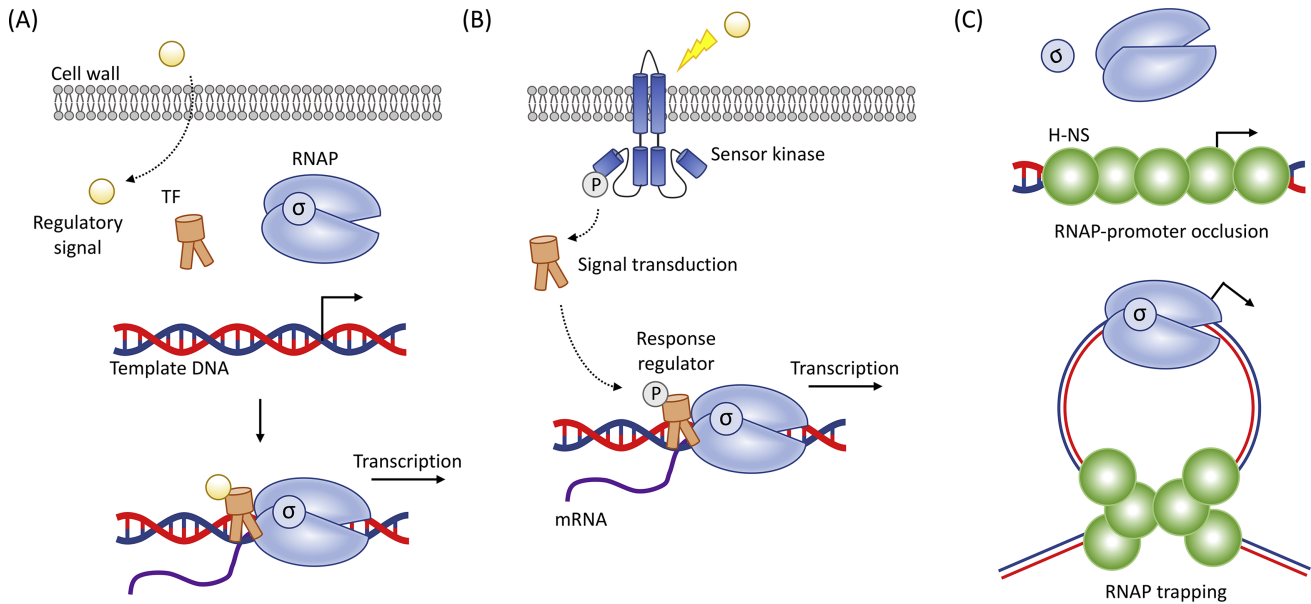 (A)
Cell wall
RNAP
σ
TF
Regulatory
signal
Template DNA
Transcription
σ
(B)
Sensor kinase
P
Signal transduction
Response
regulator
P
Transcription
σ
mRNA
(C)
σ
H-NS
RNAP-promoter occlusion
σ
RNAP trapping